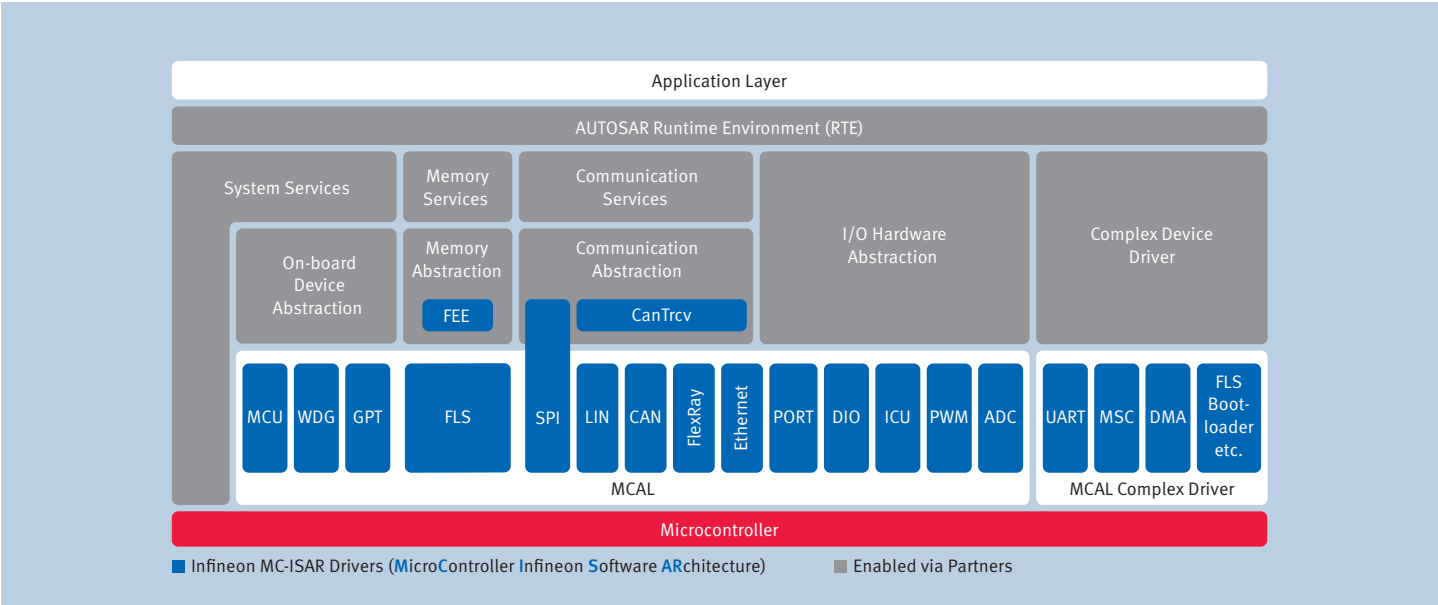 Application Layer
AUTOSAR Runtime Environment (RTE)
System Services
Memory
Services
Communication
Services
I/O Hardware
Abstraction
Complex Device
Driver
On-board
Device
Abstraction
Memory
Abstraction
FEE
Communication
Abstraction
CanTrcv
MCU
WDG
GPT
FLS
SPI
LIN
CAN
FlexRay
Ethernet
PORT
DIO
ICU
PWM
ADC
UART
MSC
DMA
FLS
Boot-
loader
etc.
MCAL
MCAL Complex Driver
Microcontroller
Infineon MC-ISAR Drivers (MicroController Infineon Software ARchitecture)
Enabled via Partners